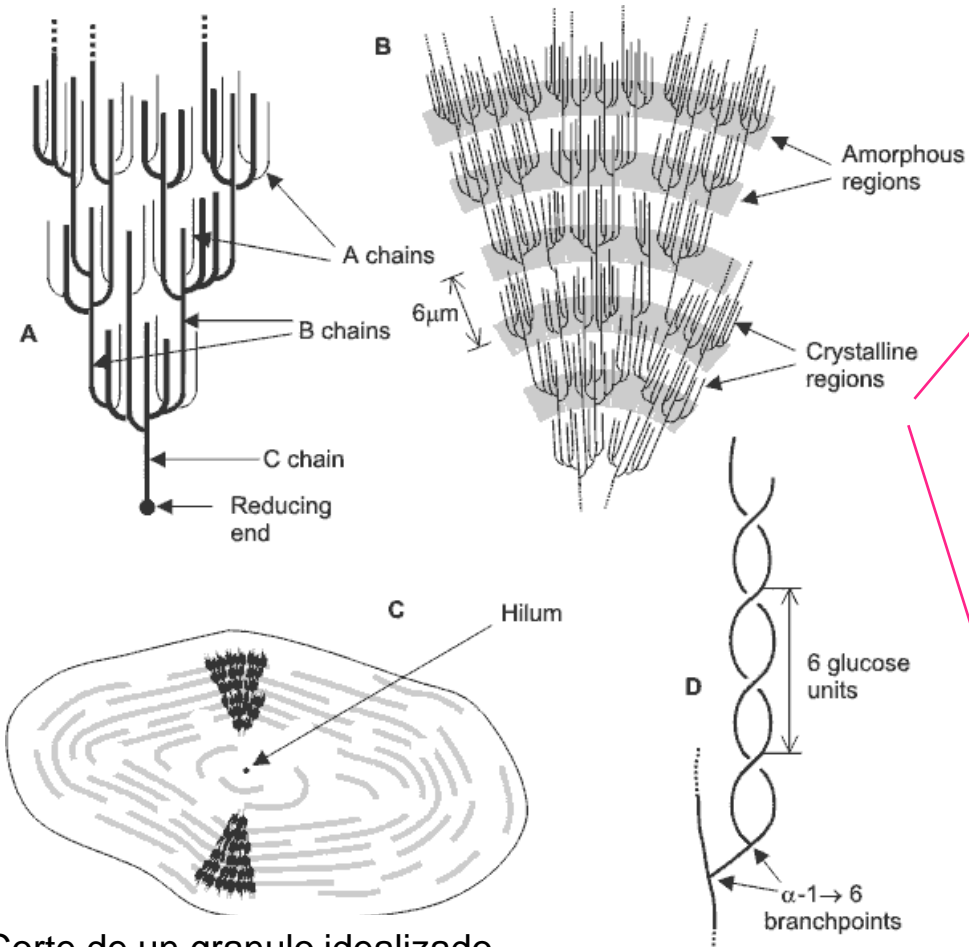 B
Amorphous
regions
A chains
6μm
A
B chains
Crystalline
regions
C chain
Reducing
end
C
Hilum
D
6 glucose
units
α-1→ 6
branchpoints
Corte de un granulo idealizado